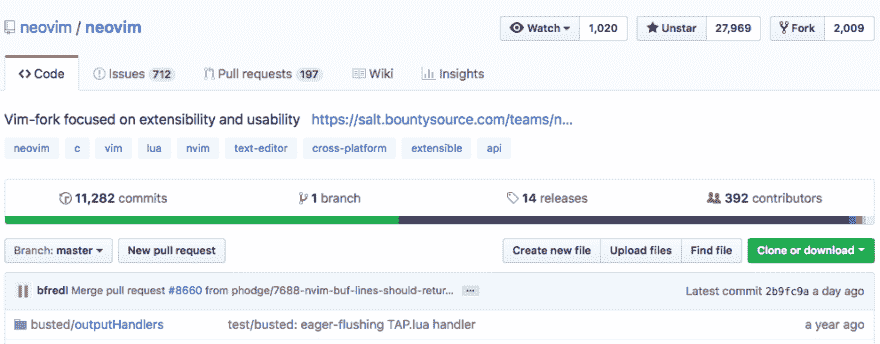 neovim / neovim Watch 1,020 Unstar 27,969 Fork 2,009
Code Issues 712 Pull requests 197 Wiki Insights
Vim-fork focused on extensibility and usability https://salt.bountysource.com/teams/n...
neovim c vim lua nvim text-editor cross-platform extensible api
11,282 commits 1 branch 14 releases 392 contributors
Branch: master New pull request Create new file Upload files Find file Clone or download
bfredl Merge pull request #8660 from phodge/7688-nvim-buf-lines-should-retur... ... Latest commit 2b9fc9a a day ago
busted/outputHandlers test/busted: eager-flushing TAP.lua handler a year ago